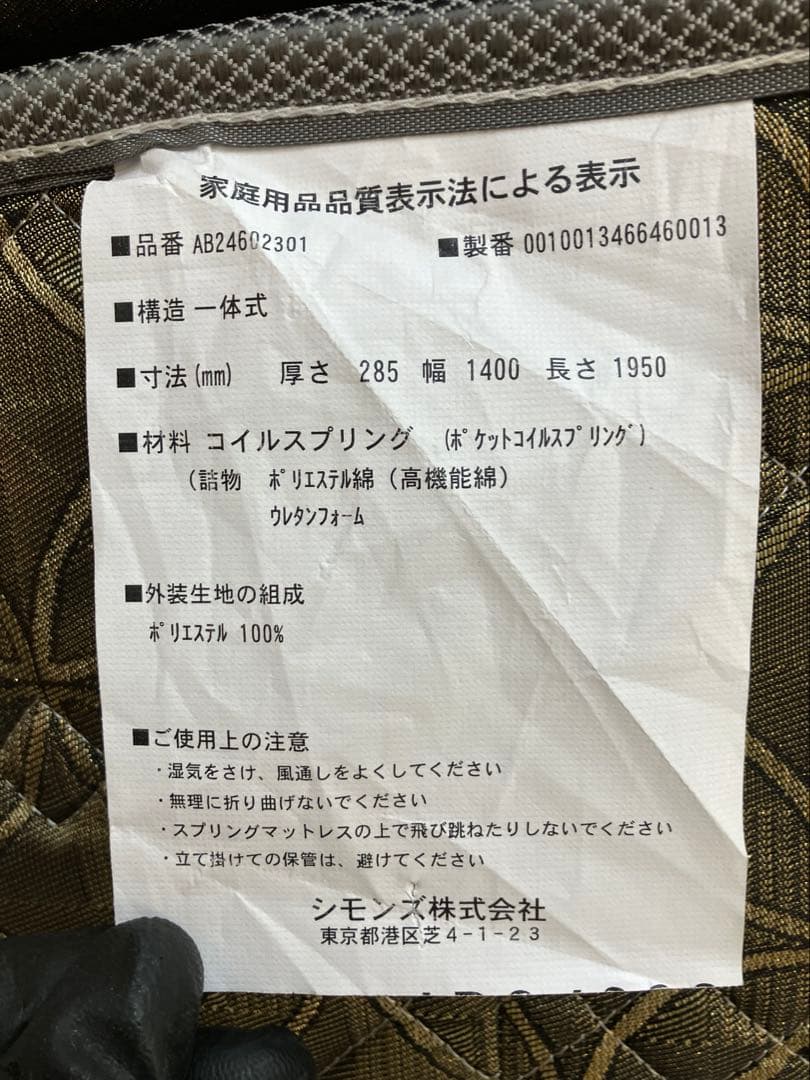 家庭用品品質表示法による表示
■品番 AB24602301 ■製番 0010013466460013
■構造 一体式
■寸法(mm) 厚さ 285 幅 1400 長さ 1950
■材料 コイルスプリング (ﾎﾟｹｯﾄｺｲﾙｽﾌﾟﾘﾝｸﾞ)
(詰物 ﾎﾟﾘｴｽﾃﾙ綿 (高機能綿)
ｳﾚﾀﾝﾌｫｰﾑ
■外装生地の組成
ﾎﾟﾘｴｽﾃﾙ 100%
■ご使用上の注意
・湿気をさけ、風通しをよくしてください
・無理に折り曲げないでください
・スプリングマットレスの上で飛び跳ねたりしないでください
・立て掛けての保管は、避けてください
シモンズ株式会社
東京都港区芝4-1-23